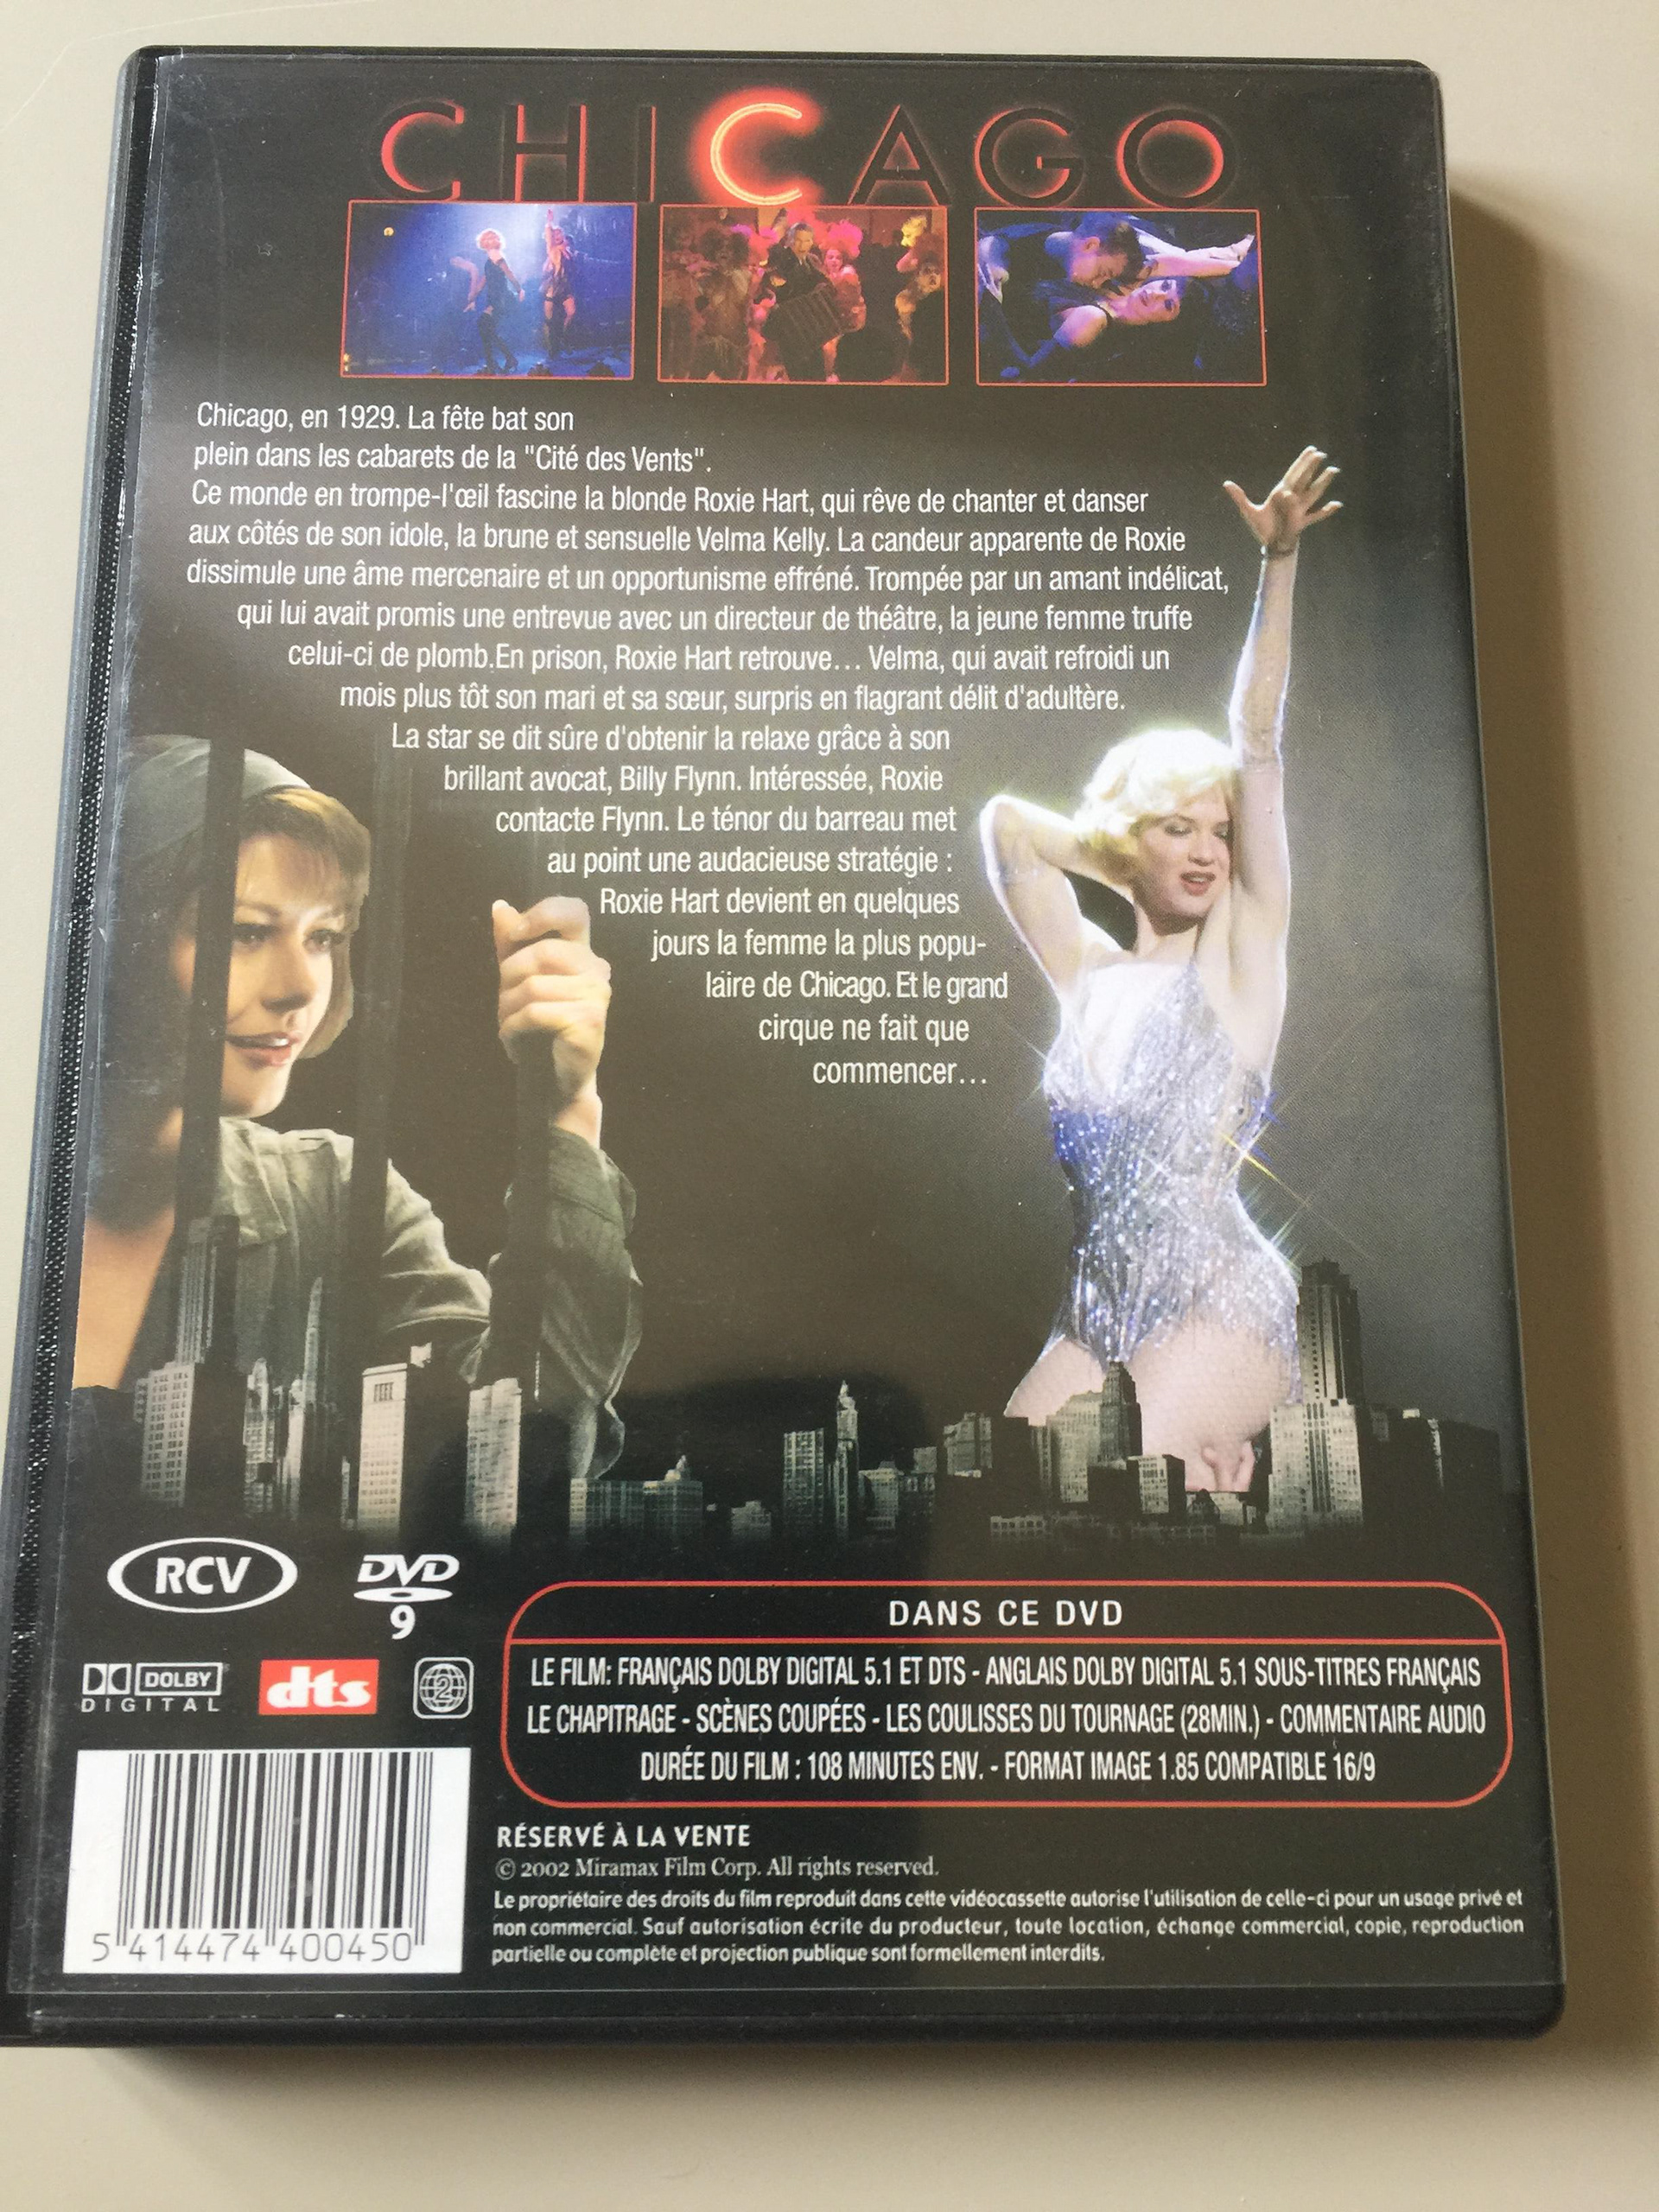 CHICAGO
Chicago, en 1929. La fête bat son
plein dans les cabarets de la "Cité des Vents".
Ce monde en trompe-l'œil fascine la blonde Roxie Hart, qui rêve de chanter et danser
aux côtés de son idole, la brune et sensuelle Velma Kelly. La candeur apparente de Roxie
dissimule une âme mercenaire et un opportunisme effréné. Trompée par un amant indélicat,
qui lui avait promis une entrevue avec un directeur de théâtre, la jeune femme truffe
celui-ci de plomb.En prison, Roxie Hart retrouve... Velma, qui avait refroidi un
mois plus tôt son mari et sa sœur, surpris en flagrant délit d'adultère.
La star se dit sûre d'obtenir la relaxe grâce à son
brillant avocat, Billy Flynn. Intéressée, Roxie
contacte Flynn. Le ténor du barreau met
au point une audacieuse stratégie :
Roxie Hart devient en quelques
jours la femme la plus popu-
laire de Chicago. Et le grand
cirque ne fait que
commencer...
RCV
DVD
9
DOLBY
DIGITAL
dts
2
DANS CE DVD
LE FILM: FRANÇAIS DOLBY DIGITAL 5.1 ET DTS - ANGLAIS DOLBY DIGITAL 5.1 SOUS-TITRES FRANÇAIS
LE CHAPITRAGE - SCÈNES COUPÉES - LES COULISSES DU TOURNAGE (28MIN.) - COMMENTAIRE AUDIO
DURÉE DU FILM : 108 MINUTES ENV. - FORMAT IMAGE 1.85 COMPATIBLE 16/9
RÉSERVÉ À LA VENTE
© 2002 Miramax Film Corp. All rights reserved.
Le propriétaire des droits du film reproduit dans cette vidéocassette autorise l'utilisation de celle-ci pour un usage privé et
non commercial. Sauf autorisation écrite du producteur, toute location, échange commercial, copie, reproduction
partielle ou complète et projection publique sont formellement interdits.
5 414474 400450